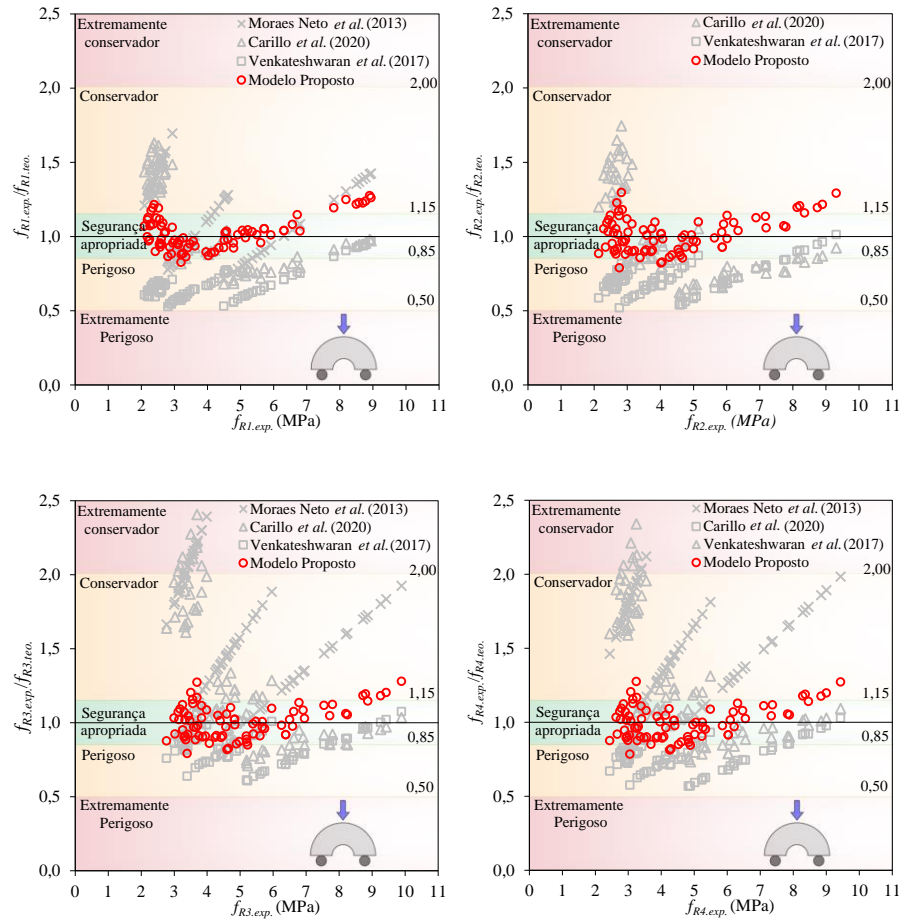 2,5
Extremamente
conservador
Moraes Neto et al. (2013)
Carillo et al. (2020)
Venkateshwaran et al. (2017)
Modelo Proposto
2,00
2,0
Conservador
1,5
fR1.exp./fR1.teo.
1,15
Segurança
apropriada
1,0
0,85
Perigoso
0,50
0,5
Extremamente
Perigoso
0,0
0 1 2 3 4 5 6 7 8 9 10 11
fR1.exp. (MPa)
2,5
Extremamente
conservador
Carillo et al. (2020)
Venkateshwaran et al. (2017)
Modelo Proposto
2,00
2,0
Conservador
1,5
fR2.exp./fR2.teo.
1,15
Segurança
apropriada
1,0
0,85
Perigoso
0,50
0,5
Extremamente
Perigoso
0,0
0 1 2 3 4 5 6 7 8 9 10 11
fR2.exp. (MPa)
2,5
Extremamente
conservador
Moraes Neto et al. (2013)
Carillo et al. (2020)
Venkateshwaran et al. (2017)
Modelo Proposto
2,00
2,0
Conservador
1,5
fR3.exp./fR3.teo.
1,15
Segurança
apropriada
1,0
0,85
Perigoso
0,50
0,5
Extremamente
Perigoso
0,0
0 1 2 3 4 5 6 7 8 9 10 11
fR3.exp. (MPa)
2,5
Extremamente
conservador
Moraes Neto et al. (2013)
Carillo et al. (2020)
Venkateshwaran et al. (2017)
Modelo Proposto
2,00
2,0
Conservador
1,5
fR4.exp./fR4.teo.
1,15
Segurança
apropriada
1,0
0,85
Perigoso
0,50
0,5
Extremamente
Perigoso
0,0
0 1 2 3 4 5 6 7 8 9 10 11
fR4.exp. (MPa)